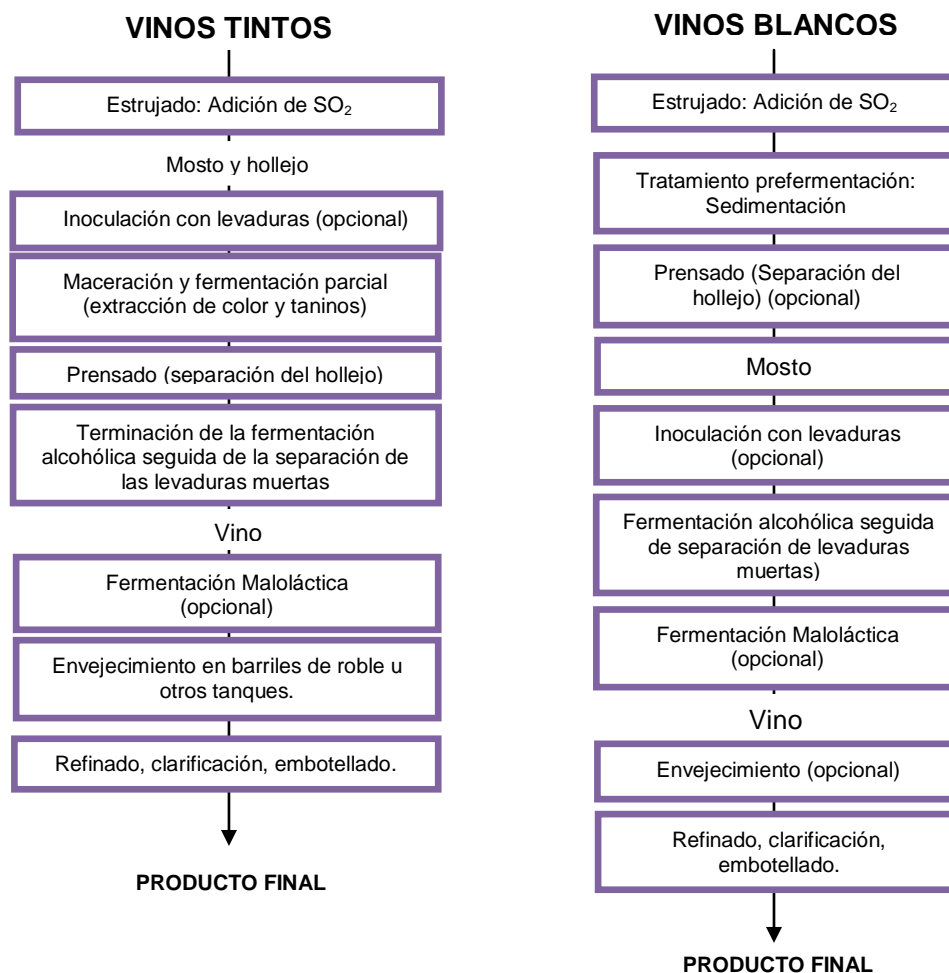 VINOS TINTOS
Estrujado: Adición de SO₂
Mosto y hollejo
Inoculación con levaduras (opcional)
Maceración y fermentación parcial
(extracción de color y taninos)
Prensado (separación del hollejo)
Terminación de la fermentación
alcohólica seguida de la separación de
las levaduras muertas
Vino
Fermentación Maloláctica
(opcional)
Envejecimiento en barriles de roble u
otros tanques.
Refinado, clarificación, embotellado.
PRODUCTO FINAL
VINOS BLANCOS
Estrujado: Adición de SO₂
Tratamiento prefermentación:
Sedimentación
Prensado (Separación del
hollejo) (opcional)
Mosto
Inoculación con levaduras
(opcional)
Fermentación alcohólica seguida
de separación de levaduras
muertas)
Fermentación Maloláctica
(opcional)
Vino
Envejecimiento (opcional)
Refinado, clarificación,
embotellado.
PRODUCTO FINAL